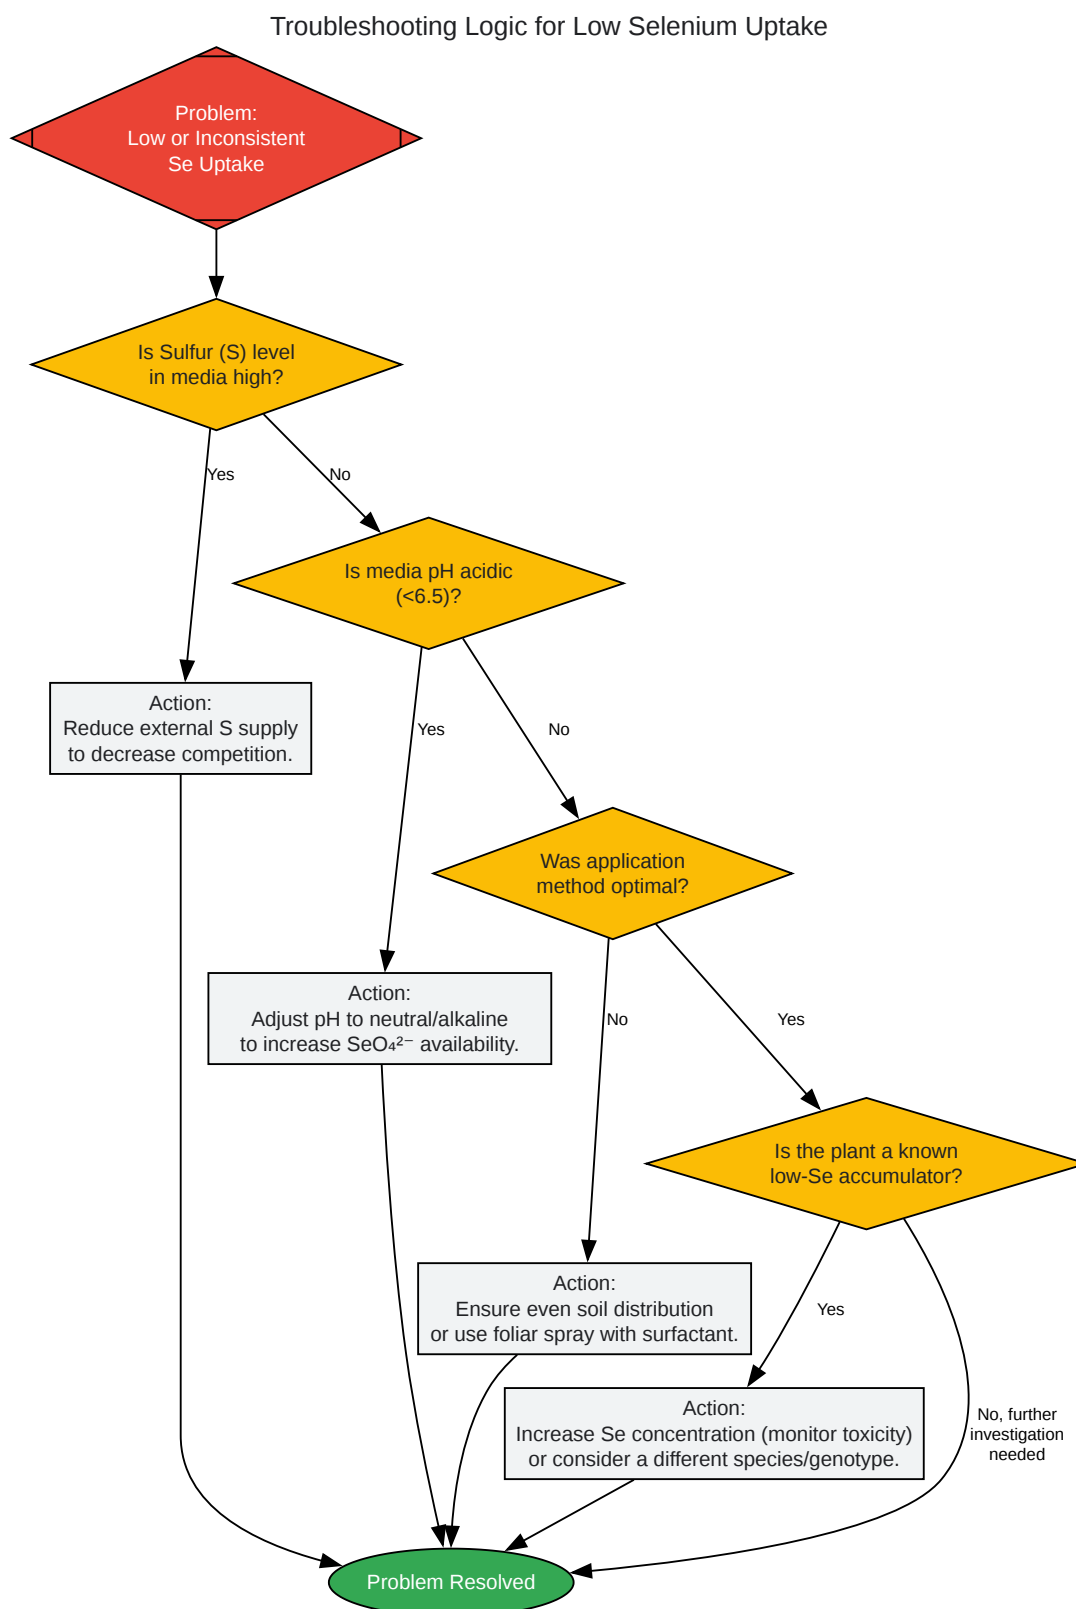 Troubleshooting Logic for Low Selenium Uptake
Problem:
Low or Inconsistent
Se Uptake
Is Sulfur (S) level
in media high?
Yes
No
Is media pH acidic
(<6.5)?
Action:
Reduce external S supply
to decrease competition.
Yes
No
Was application
method optimal?
Action:
Adjust pH to neutral/alkaline
to increase SeO₄²⁻ availability.
No
Yes
Is the plant a known
low-Se accumulator?
Action:
Ensure even soil distribution
or use foliar spray with surfactant.
Yes
Action:
Increase Se concentration (monitor toxicity)
or consider a different species/genotype.
No, further
investigation
needed
Problem Resolved